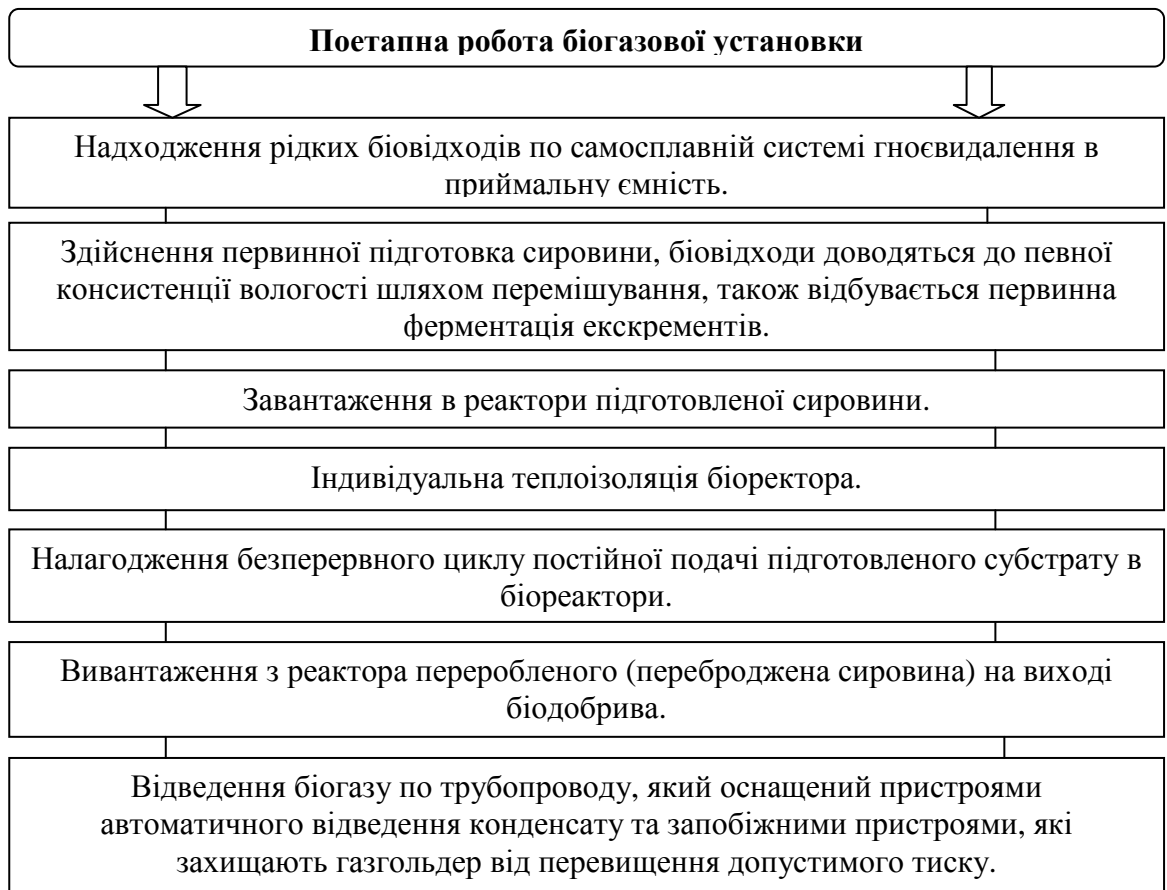 Поетапна робота біогазової установки
Надходження рідких біовідходів по самосплавній системі гноєвидалення в
приймальну ємність.
Здійснення первинної підготовка сировини, біовідходи доводяться до певної
консистенції вологості шляхом перемішування, також відбувається первинна
ферментація екскрементів.
Завантаження в реактори підготовленої сировини.
Індивідуальна теплоізоляція біоректора.
Налагодження безперервного циклу постійної подачі підготовленого субстрату в
біореактори.
Вивантаження з реактора переробленого (переброджена сировина) на виході
біодобрива.
Відведення біогазу по трубопроводу, який оснащений пристроями
автоматичного відведення конденсату та запобіжними пристроями, які
захищають газгольдер від перевищення допустимого тиску.